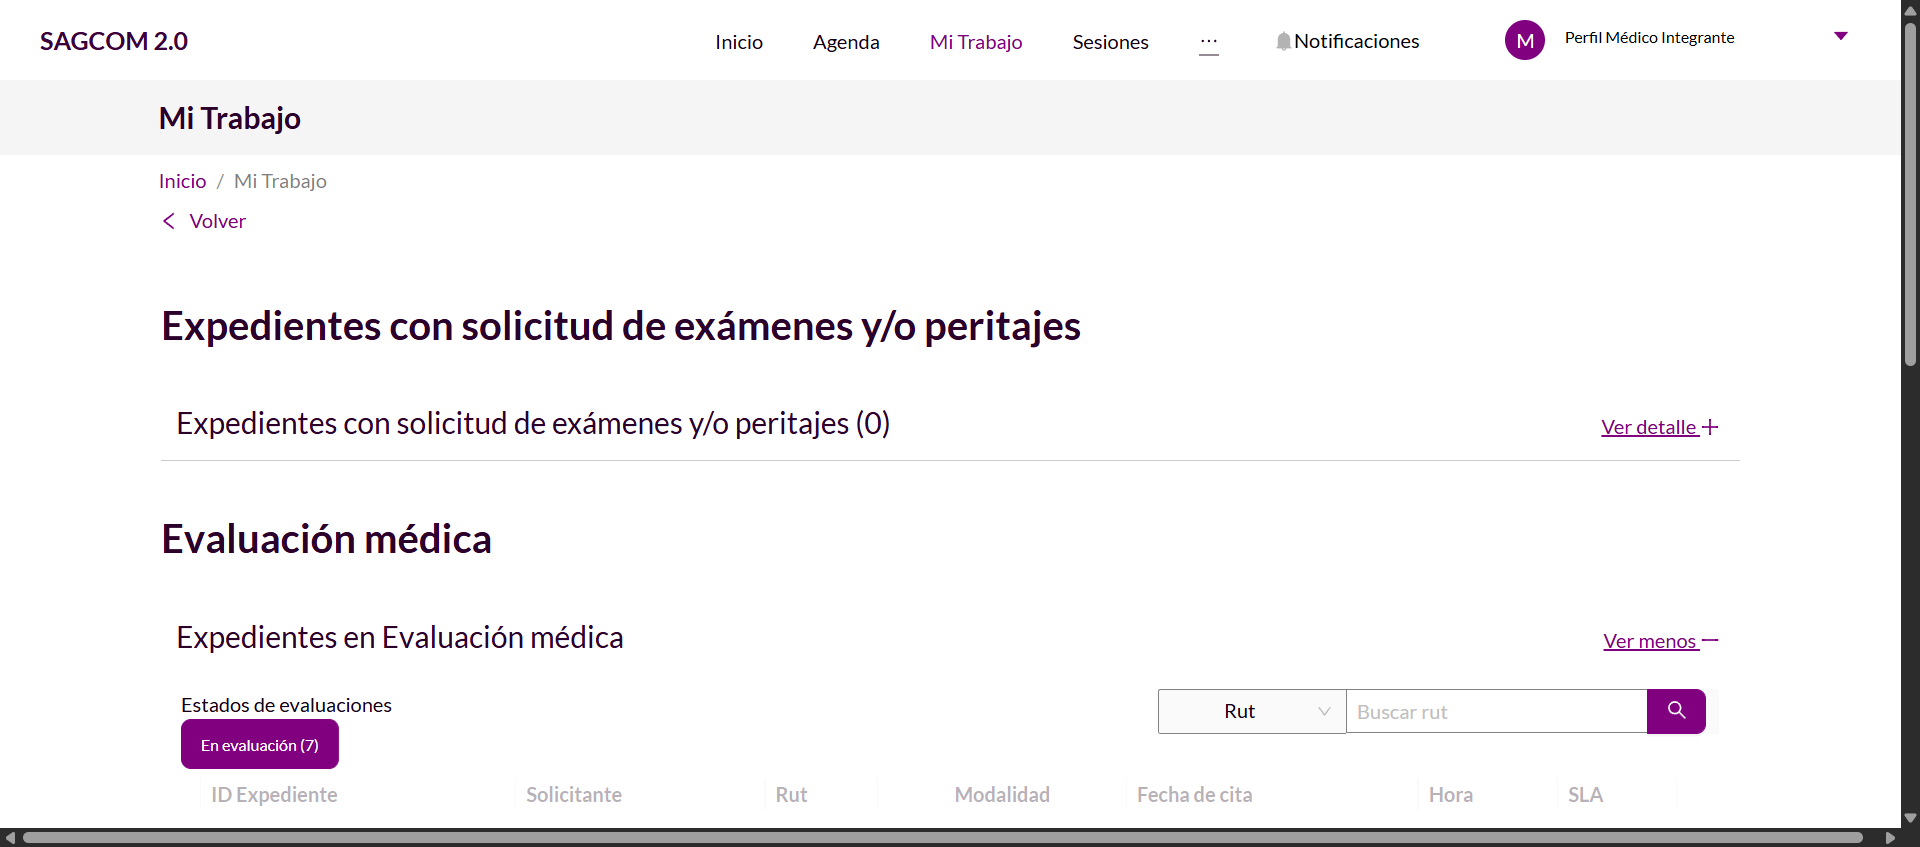 SAGCOM 2.0
Inicio Agenda Mi Trabajo Sesiones ... Notificaciones M Perfil Médico Integrante
Mi Trabajo
Inicio / Mi Trabajo
Volver
Expedientes con solicitud de exámenes y/o peritajes
Expedientes con solicitud de exámenes y/o peritajes (0) Ver detalle
Evaluación médica
Expedientes en Evaluación médica Ver menos
Estados de evaluaciones
En evaluación (7)
Rut Buscar rut
ID Expediente Solicitante Rut Modalidad Fecha de cita Hora SLA